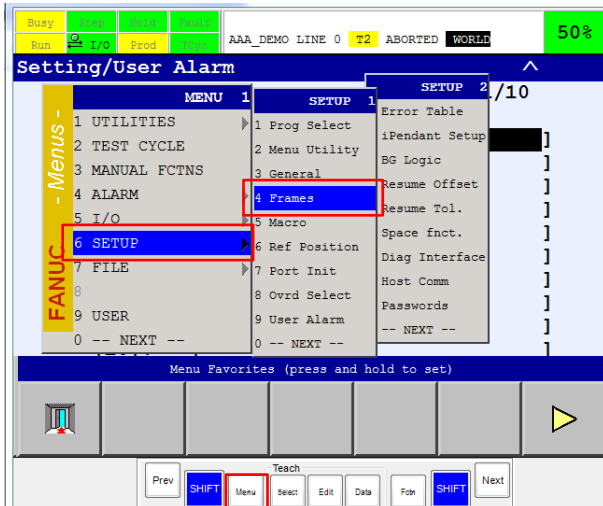 Busy Step Hold Fault
Run I/O Prod TCyc
AAA_DEMO LINE 0 T2 ABORTED WORLD
50%
Setting/User Alarm
1/10
FANUC - Menus -
MENU 1
1 UTILITIES
2 TEST CYCLE
3 MANUAL FCTNS
4 ALARM
5 I/O
6 SETUP
7 FILE
8
9 USER
0 -- NEXT --
SETUP 1
1 Prog Select
2 Menu Utility
3 General
4 Frames
5 Macro
6 Ref Position
7 Port Init
8 Ovrd Select
9 User Alarm
0 -- NEXT --
SETUP 2
Error Table
iPendant Setup
BG Logic
Resume Offset
Resume Tol.
Space fnct.
Diag Interface
Host Comm
Passwords
-- NEXT --
]
]
]
]
]
]
]
]
]
]
Menu Favorites (press and hold to set)
Teach
Prev SHIFT Menu Select Edit Data Fctn SHIFT Next